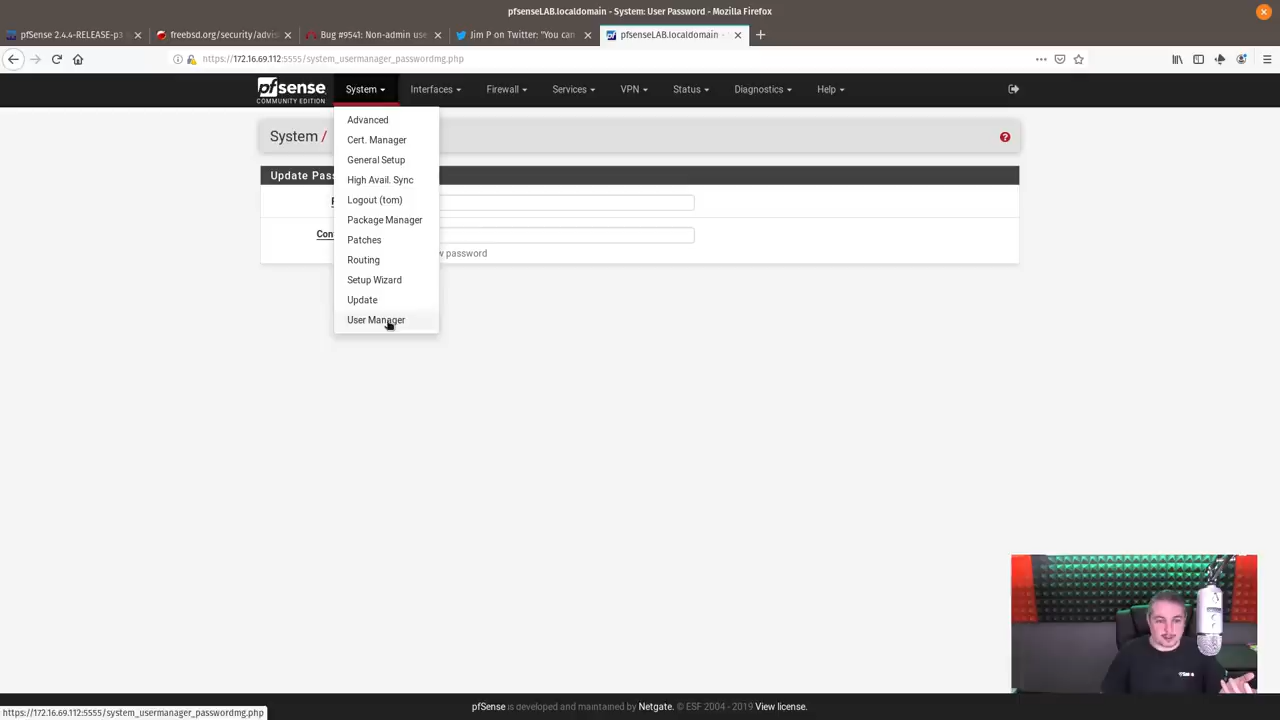 pfsenseLAB.localdomain - System: User Password - Mozilla Firefox
pfSense 2.4.4-RELEASE-p3
freebsd.org/security/advis
Bug #9541: Non-admin use
Jim P on Twitter: "You can
pfsenseLAB.localdomain -
https://172.16.69.112:5555/system_usermanager_passwordmg.php
pfsense
COMMUNITY EDITION
System
Interfaces
Firewall
Services
VPN
Status
Diagnostics
Help
Advanced
Cert. Manager
General Setup
High Avail. Sync
Logout (tom)
Package Manager
Patches
Routing
Setup Wizard
Update
User Manager
System /
Update Pas
Con
w password
pfSense is developed and maintained by Netgate. © ESF 2004 - 2019 View license.
https://172.16.69.112:5555/system_usermanager_passwordmg.php